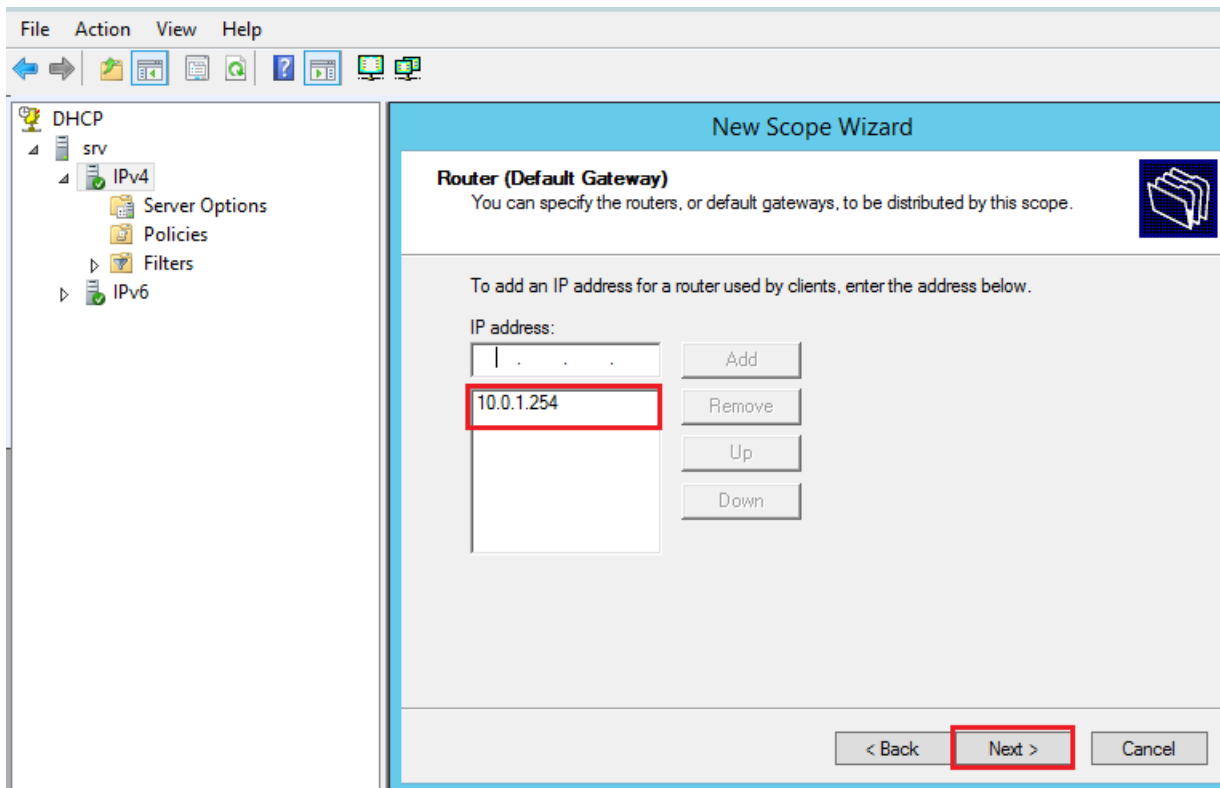 File Action View Help
DHCP
srv
IPv4
Server Options
Policies
Filters
IPv6
New Scope Wizard
Router (Default Gateway)
You can specify the routers, or default gateways, to be distributed by this scope.
To add an IP address for a router used by clients, enter the address below.
IP address:
. . . Add
10.0.1.254 Remove
Up
Down
< Back Next > Cancel